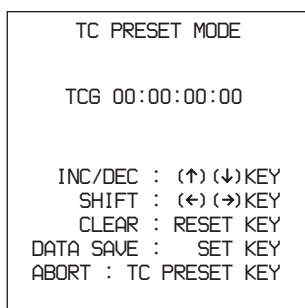 TC PRESET MODE
TCG 00:00:00:00
INC/DEC : (↑)(↓)KEY
SHIFT : (←)(→)KEY
CLEAR : RESET KEY
DATA SAVE : SET KEY
ABORT : TC PRESET KEY